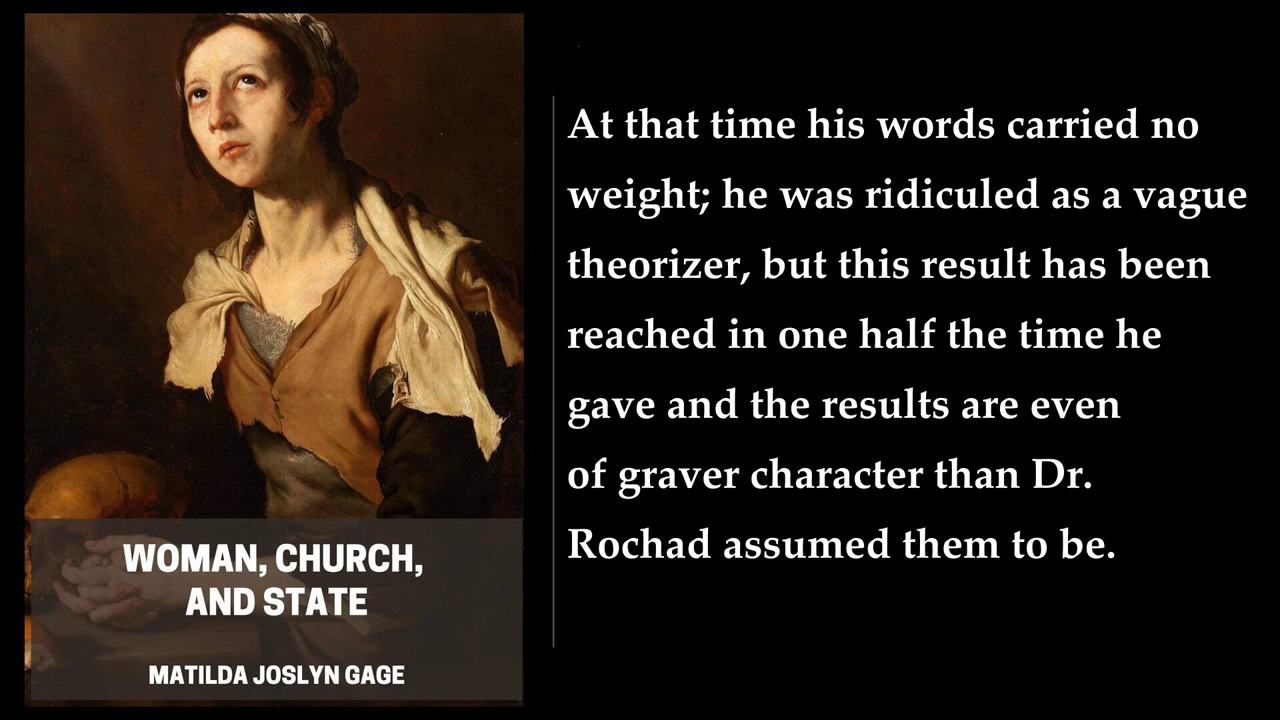 WOMAN, CHURCH,
AND STATE
MATILDA JOSLYN GAGE
At that time his words carried no
weight; he was ridiculed as a vague
theorizer, but this result has been
reached in one half the time he
gave and the results are even
of graver character than Dr.
Rochad assumed them to be.